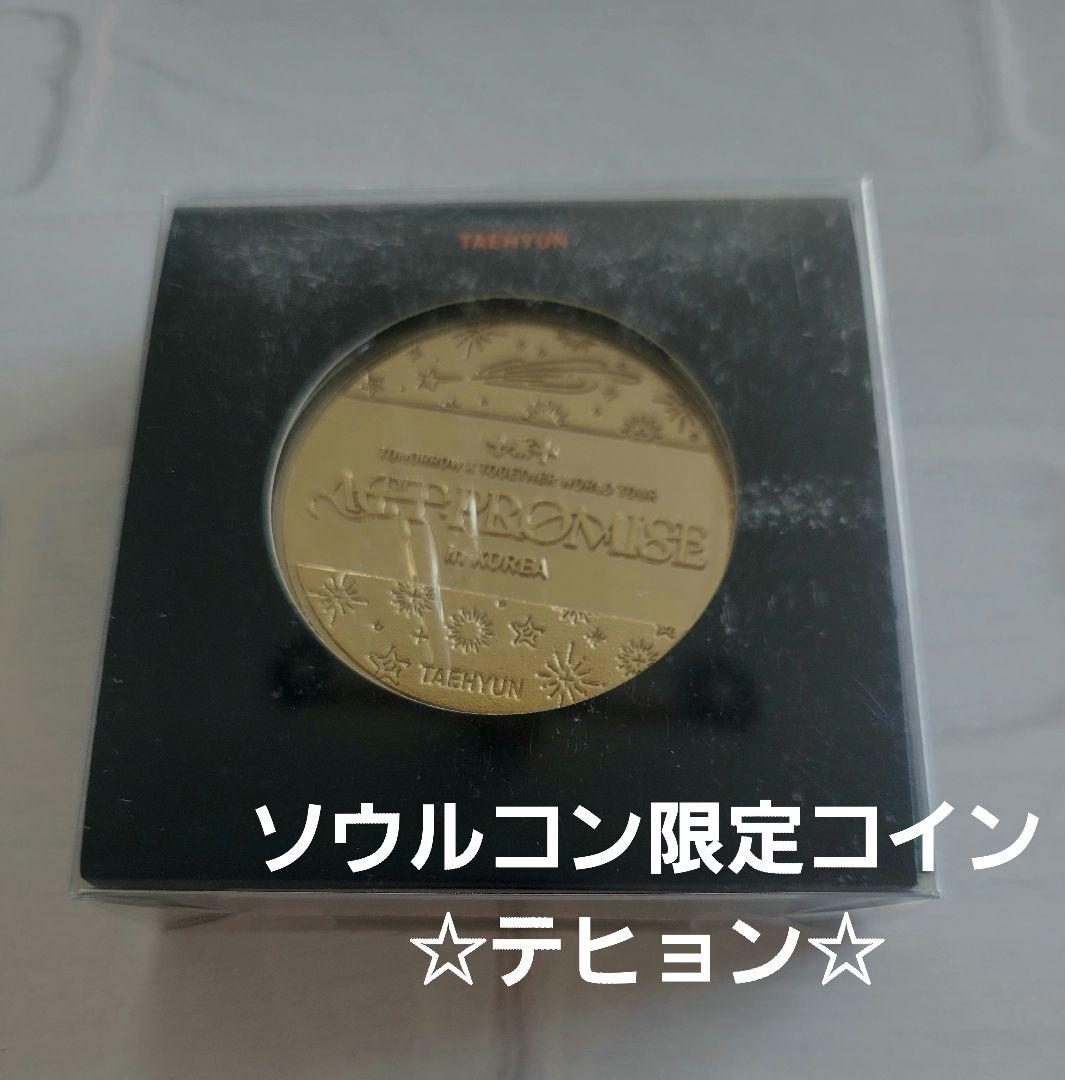 TAEHYUN
TOMORROW X TOGETHER WORLD TOUR
ACT : PROMISE
in KOREA
TAEHYUN
ソウルコン限定コイン
☆テヒョン☆